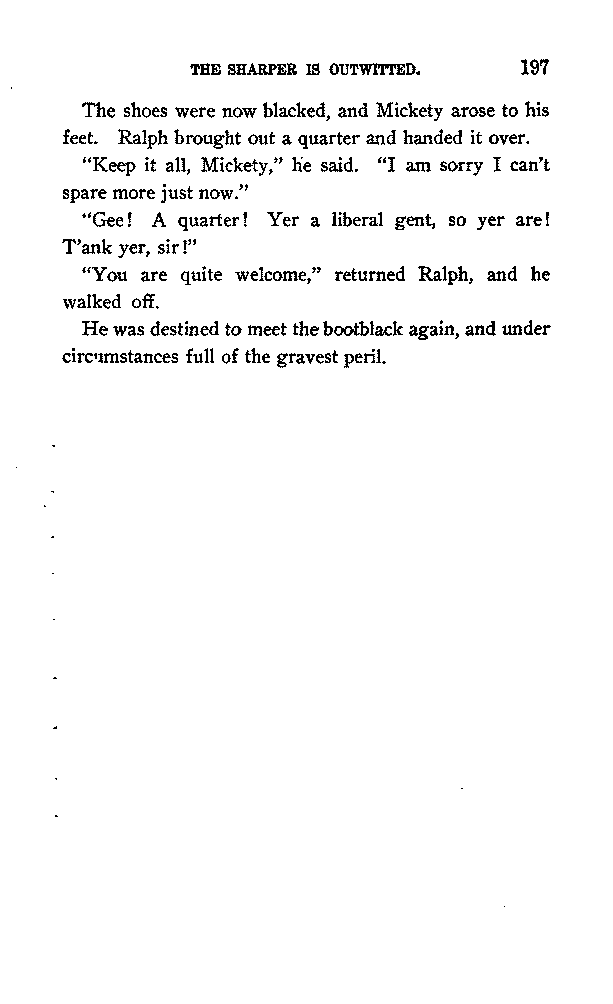 THE SHARPER IS OUTWITTED. 197
The shoes were now blacked, and Mickety arose to his
feet. Ralph brought out a quarter and handed it over.
"Keep it all, Mickety," he said. "I am sorry I can't
spare more just now."
"Gee! A quarter! Yer a liberal gent, so yer are!
T'ank yer, sir!"
"You are quite welcome," returned Ralph, and he
walked off.
He was destined to meet the bootblack again, and under
circumstances full of the gravest peril.